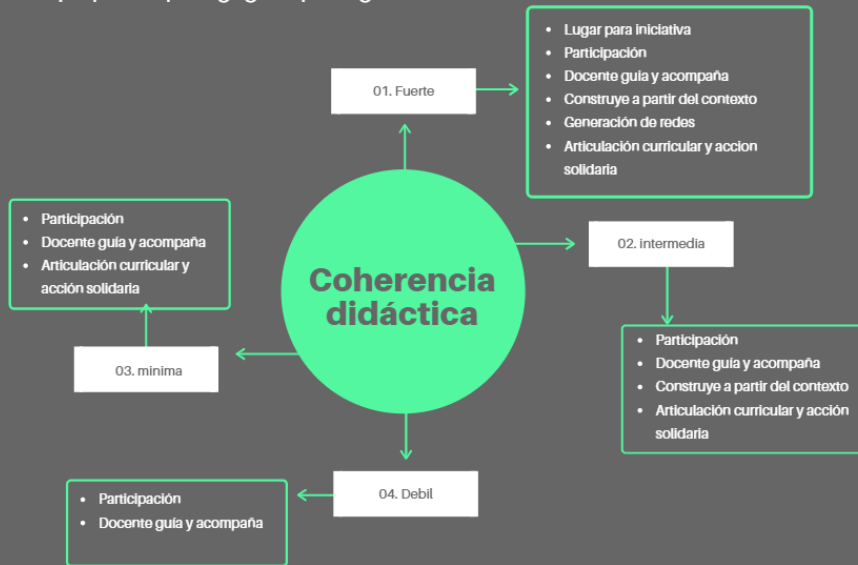 01. Fuerte
• Lugar para iniciativa
• Participación
• Docente guía y acompaña
• Construye a partir del contexto
• Generación de redes
• Articulación curricular y accion
solidaria
Coherencia
didáctica
02. intermedia
• Participación
• Docente guía y acompaña
• Construye a partir del contexto
• Articulación curricular y acción
solidaria
• Participación
• Docente guía y acompaña
• Articulación curricular y
acción solidaria
03. minima
04. Debil
• Participación
• Docente guía y acompaña